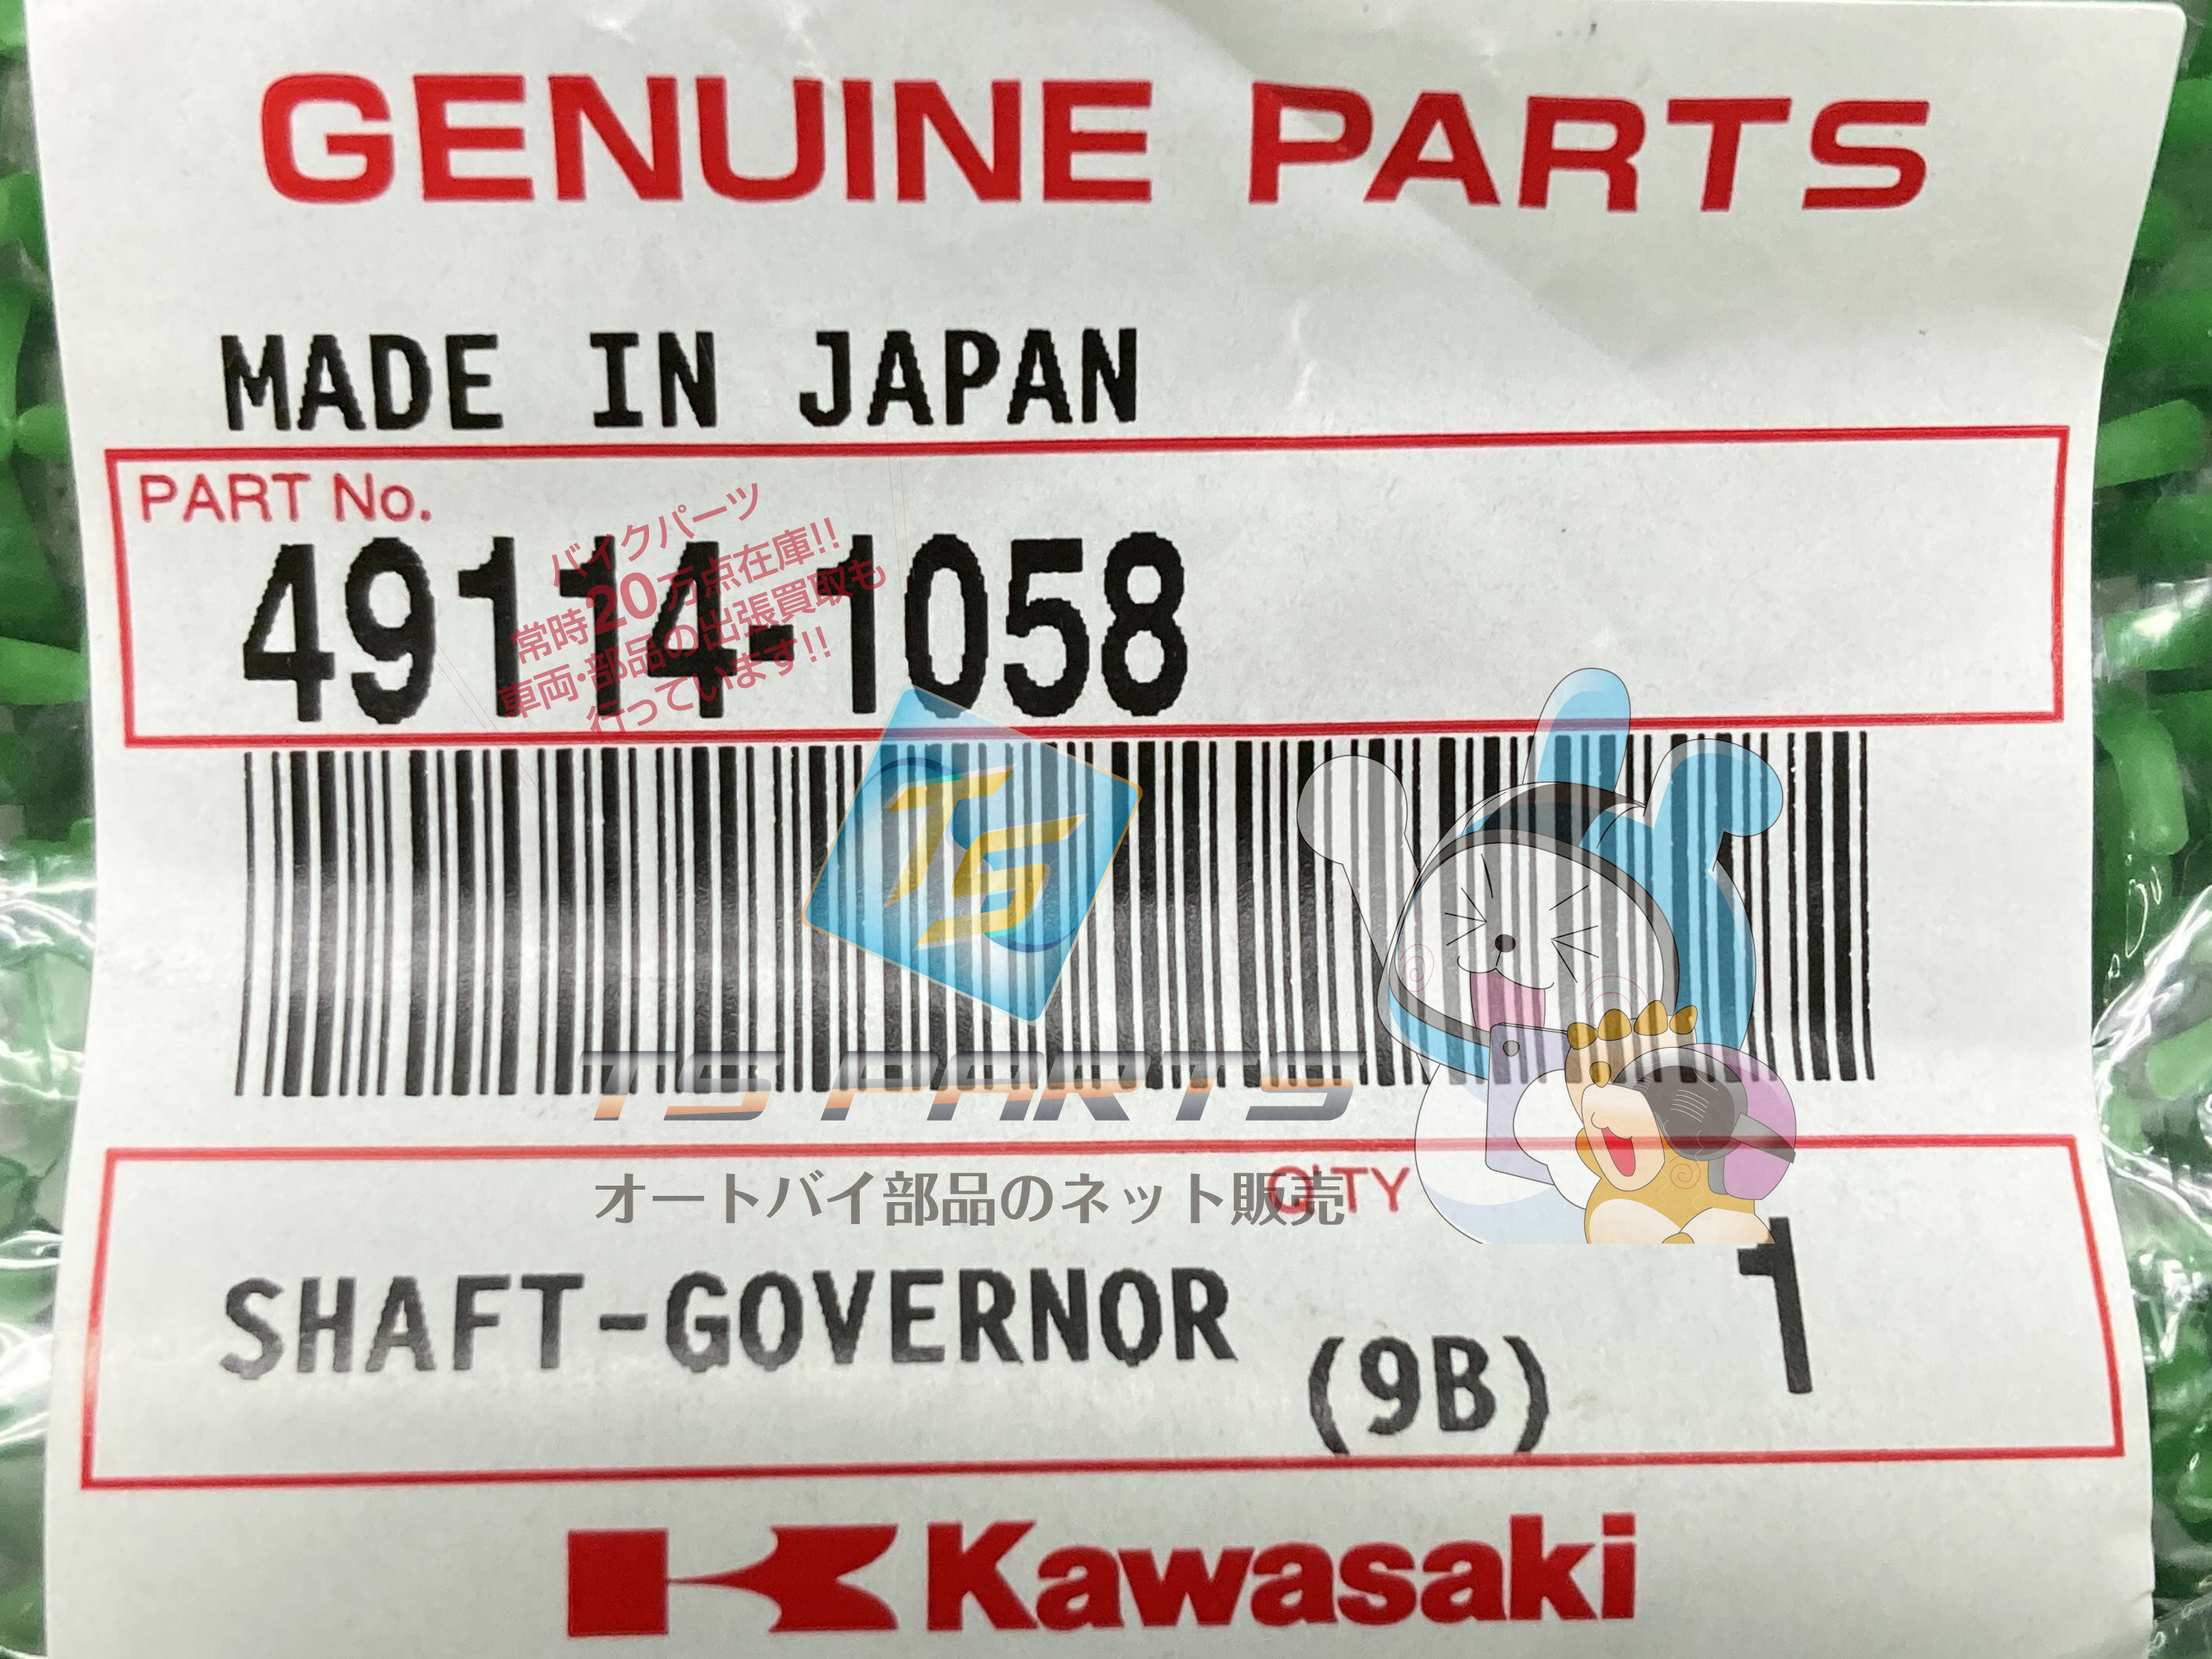 GENUINE PARTS
MADE IN JAPAN
PART No.
49114-1058
バイクパーツ
常時20万点在庫!!
車両・部品の出張買取も
行っています!!
TS
TS PARTS
オートバイ部品のネット販売
Q'TY
SHAFT-GOVERNOR
(9B)
1
Kawasaki